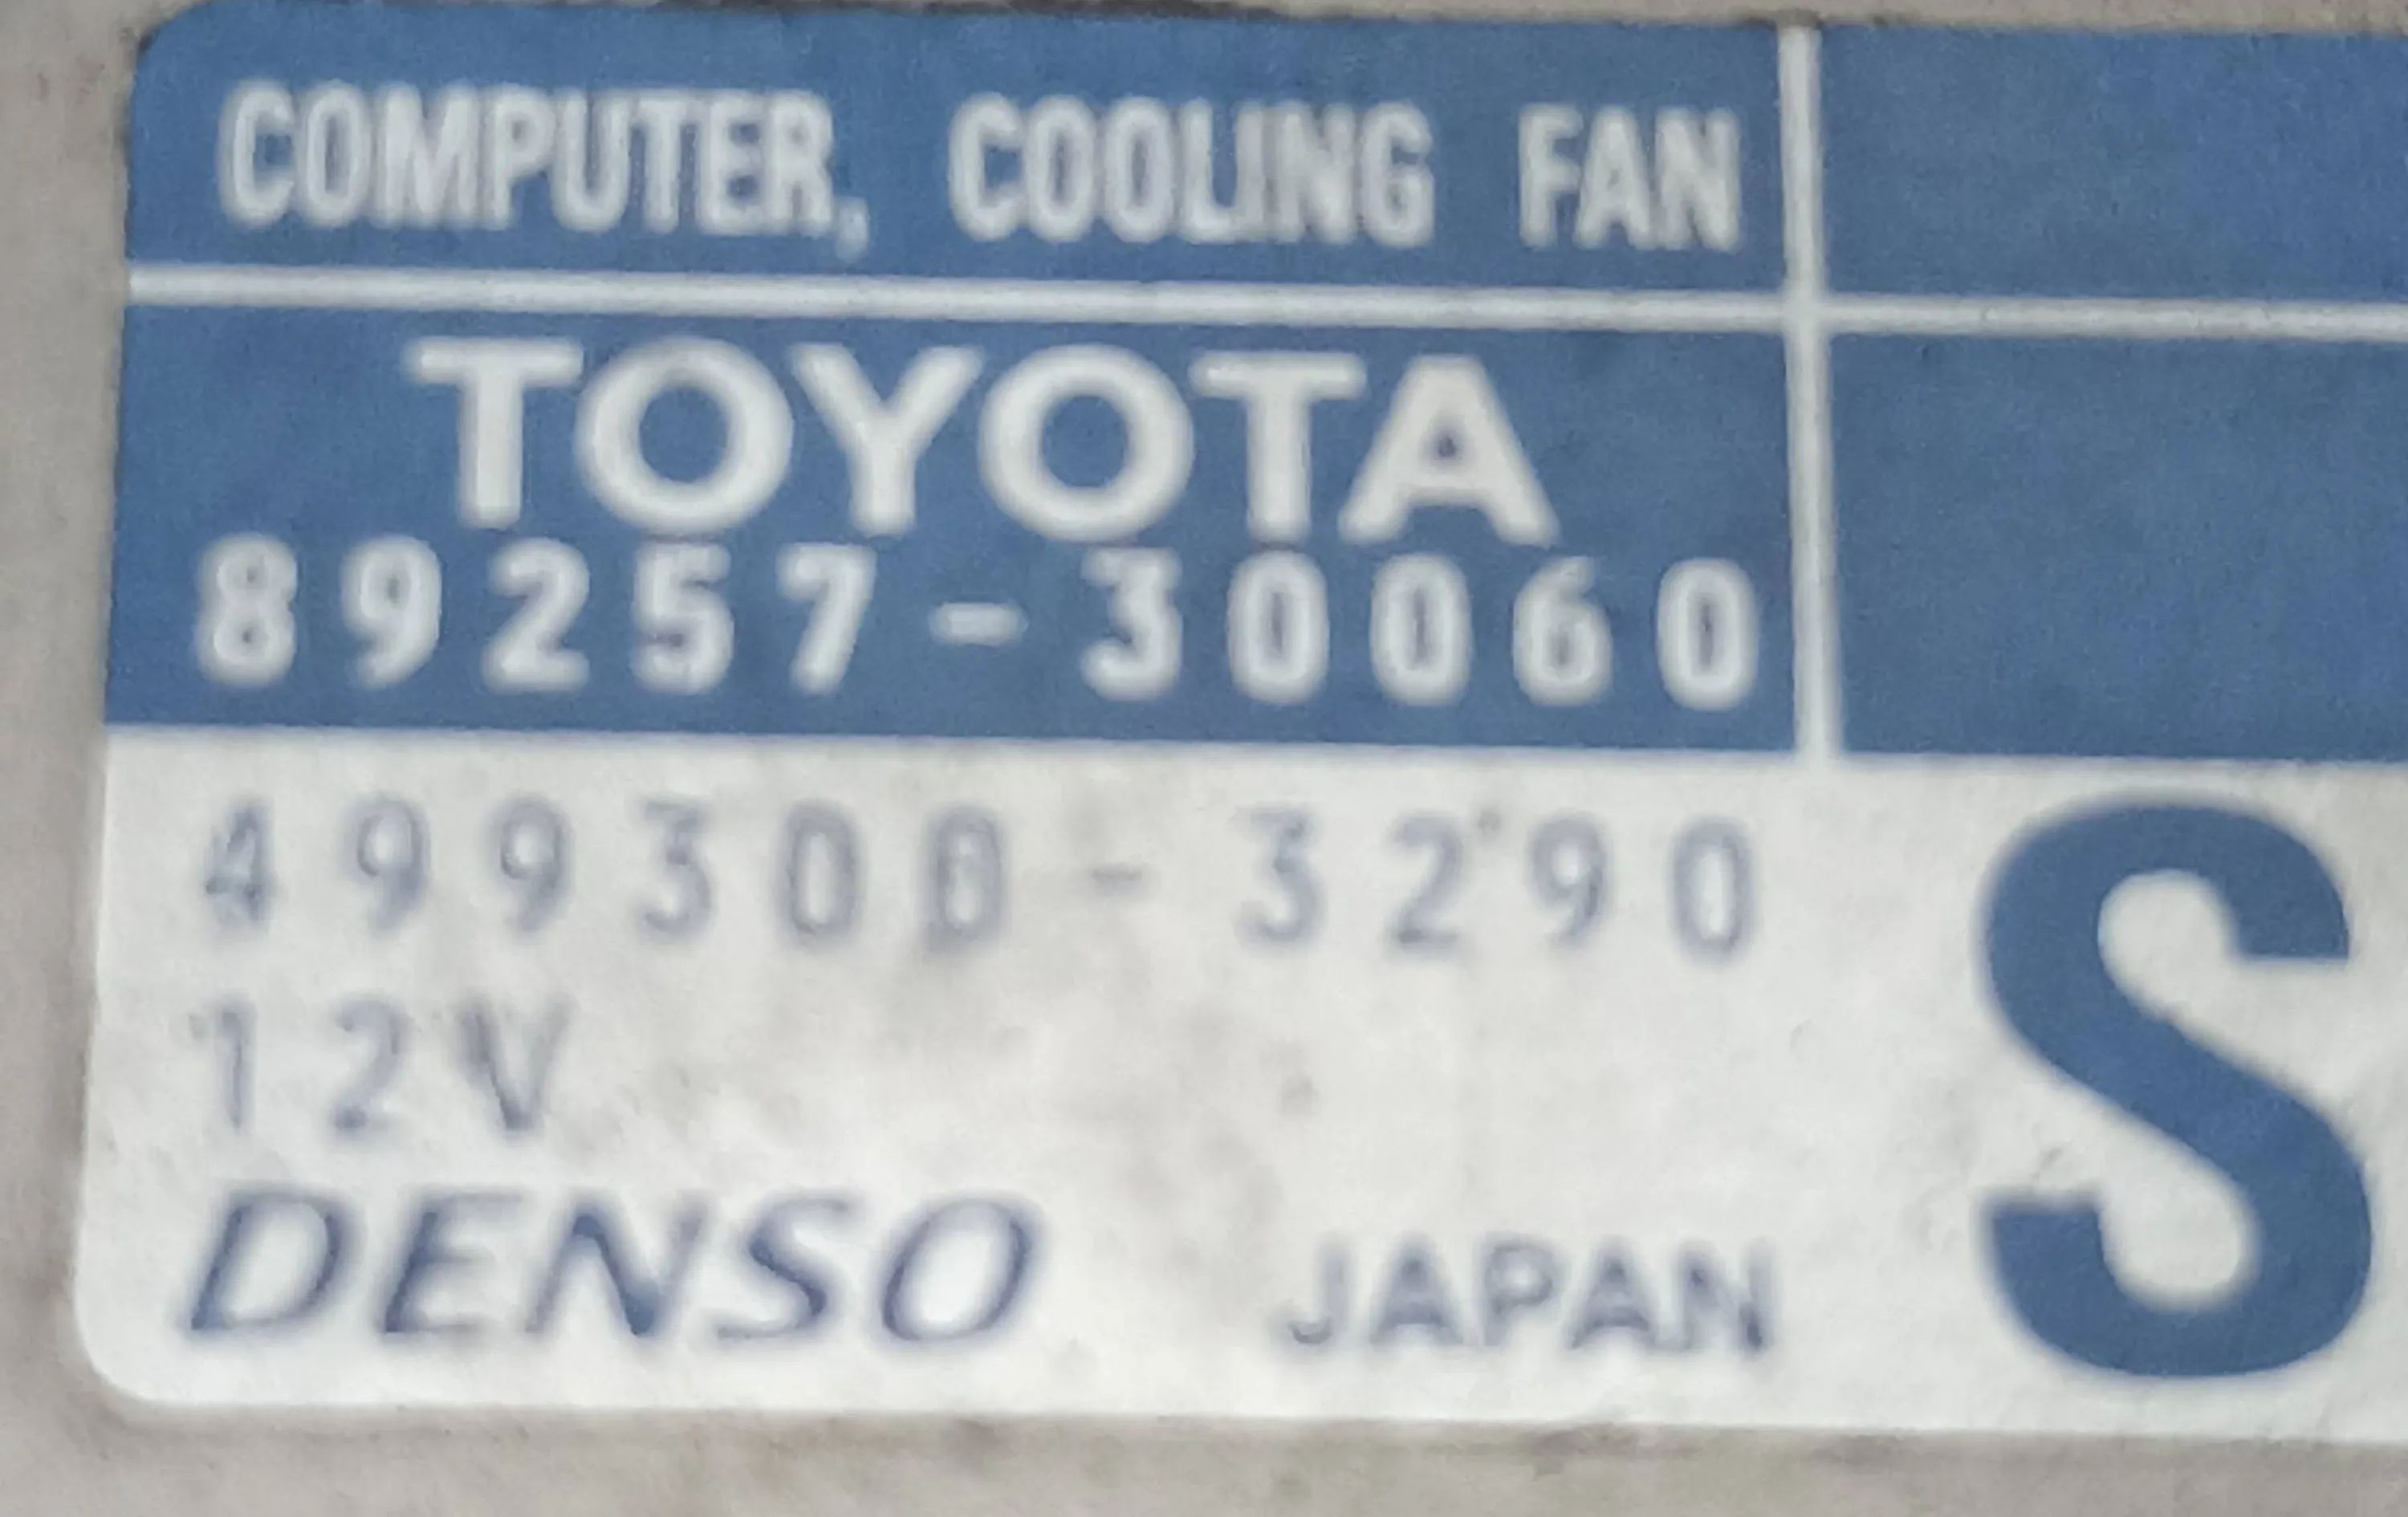 COMPUTER, COOLING FAN
TOYOTA
89257-30060
499300-3290
12V
DENSO JAPAN
S